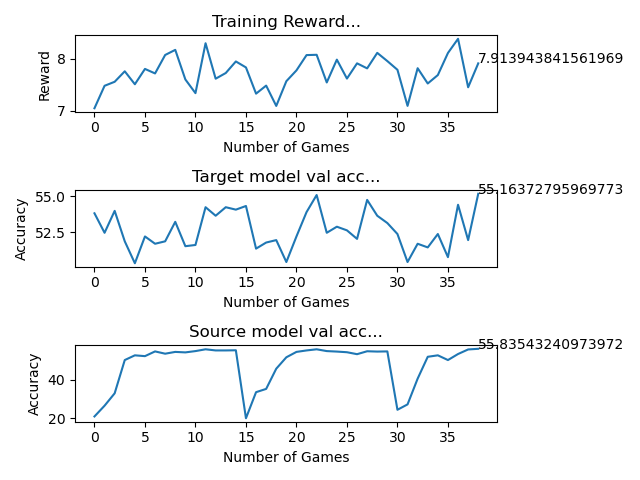 Training Reward...
8
7
Reward
7.913943841561969
0 5 10 15 20 25 30 35
Number of Games
Target model val acc...
55.0
52.5
Accuracy
55.16372795969773
0 5 10 15 20 25 30 35
Number of Games
Source model val acc...
40
20
Accuracy
55.83543240973972
0 5 10 15 20 25 30 35
Number of Games